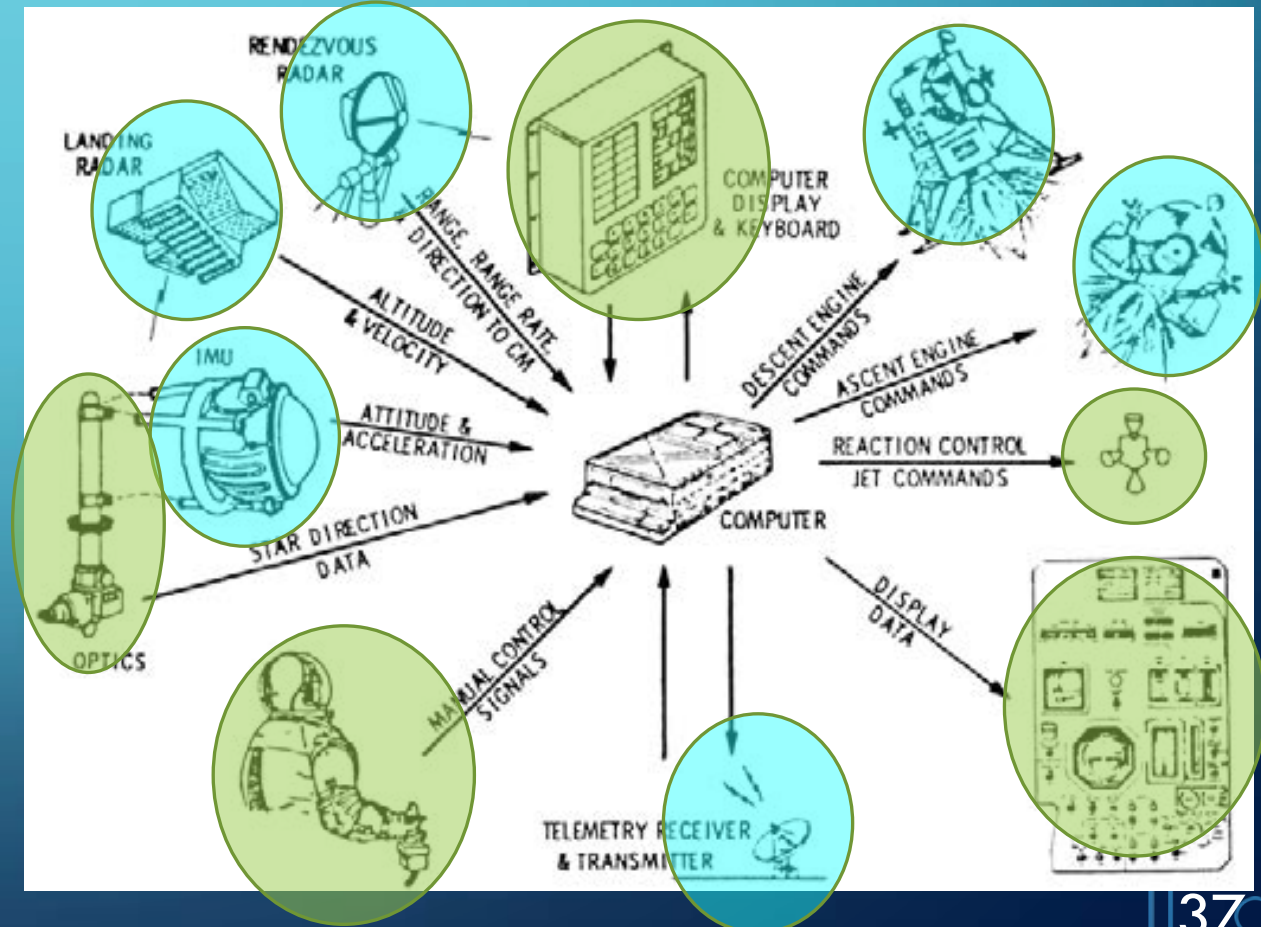 RENDEZVOUS
RADAR
LANDING
RADAR
RANGE, RANGE RATE,
DIRECTION TO CM
ALTITUDE
& VELOCITY
COMPUTER
DISPLAY
& KEYBOARD
DESCENT ENGINE
COMMANDS
ASCENT ENGINE
COMMANDS
IMU
ATTITUDE &
ACCELERATION
REACTION CONTROL
JET COMMANDS
STAR DIRECTION
DATA
COMPUTER
OPTICS
MANUAL CONTROL
SIGNALS
DISPLAY
DATA
TELEMETRY RECEIVER
& TRANSMITTER
37